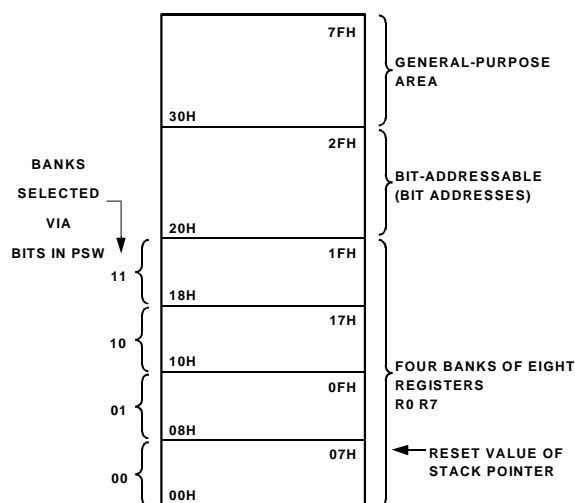 7FH
GENERAL-PURPOSE
AREA
30H
2FH
BANKS
SELECTED
VIA
BITS IN PSW
BIT-ADDRESSABLE
(BIT ADDRESSES)
20H
1FH
11
18H
17H
10
10H
FOUR BANKS OF EIGHT
REGISTERS
R0 R7
0FH
01
08H
07H
RESET VALUE OF
STACK POINTER
00
00H